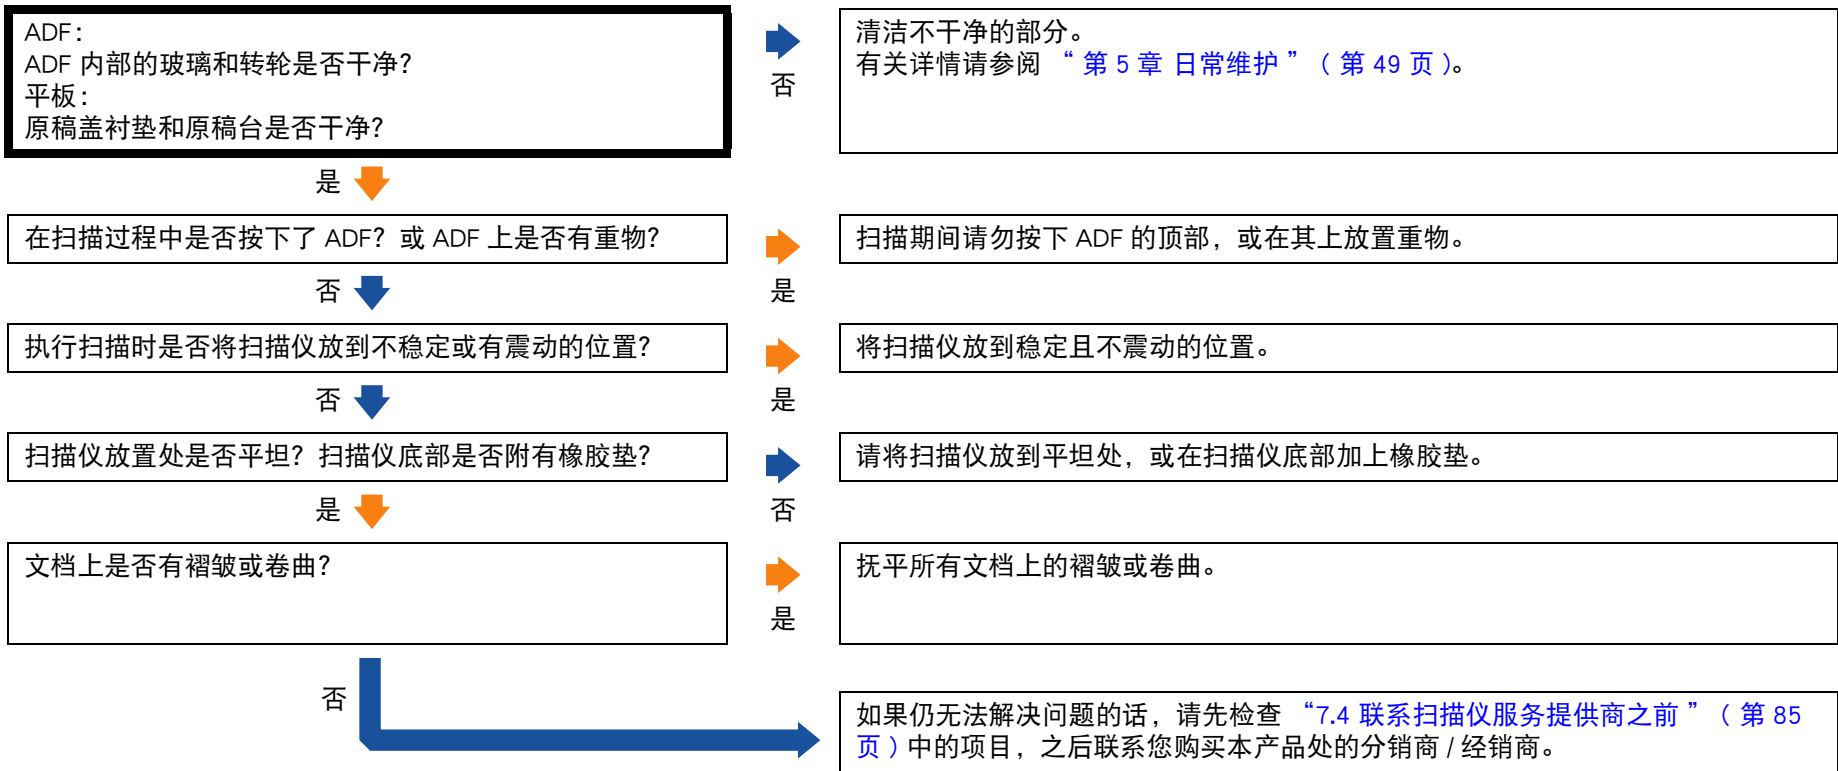 ADF：
ADF 内部的玻璃和转轮是否干净？
平板：
原稿盖衬垫和原稿台是否干净？
否
清洁不干净的部分。
有关详情请参阅 “ 第 5 章 日常维护 ”（ 第 49 页 ）。
是
在扫描过程中是否按下了 ADF？或 ADF 上是否有重物？
是
扫描期间请勿按下 ADF 的顶部，或在其上放置重物。
否
执行扫描时是否将扫描仪放到不稳定或有震动的位置？
是
将扫描仪放到稳定且不震动的位置。
否
扫描仪放置处是否平坦？扫描仪底部是否附有橡胶垫？
否
请将扫描仪放到平坦处，或在扫描仪底部加上橡胶垫。
是
文档上是否有褶皱或卷曲？
是
抚平所有文档上的褶皱或卷曲。
否
如果仍无法解决问题的话，请先检查 “7.4 联系扫描仪服务提供商之前 ”（ 第 85
页 ）中的项目，之后联系您购买本产品处的分销商 / 经销商。